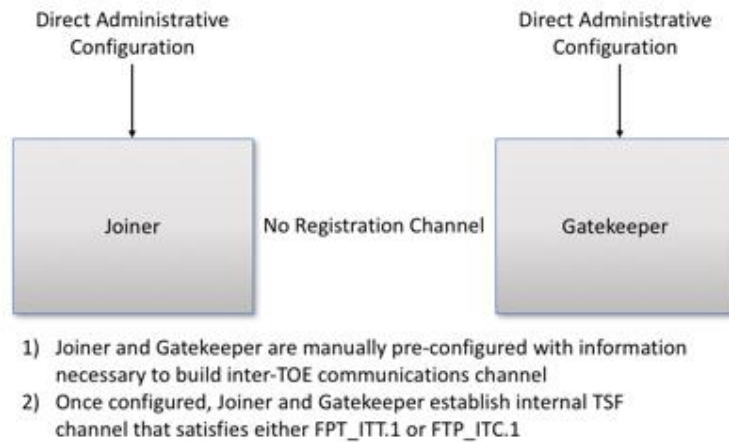 Direct Administrative
Configuration
Direct Administrative
Configuration
Joiner
No Registration Channel
Gatekeeper
1) Joiner and Gatekeeper are manually pre-configured with information
necessary to build inter-TOE communications channel
2) Once configured, Joiner and Gatekeeper establish internal TSF
channel that satisfies either FPT_ITT.1 or FTP_ITC.1